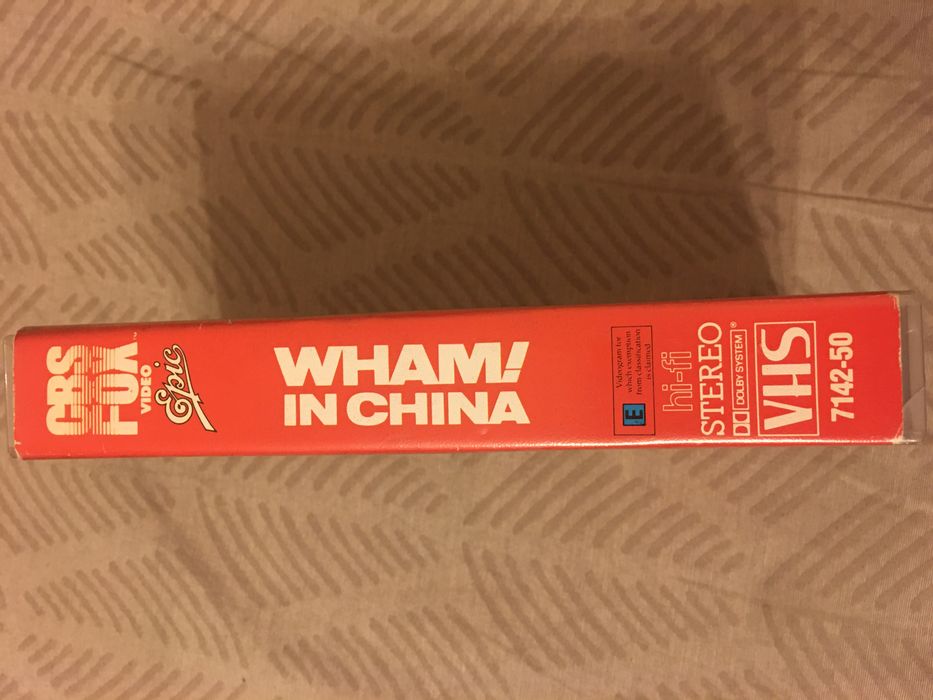 CBS
FOX
™
VIDEO
Epic
WHAM!
IN CHINA
E
Videogram for
which exemption
from classification
is claimed
hi-fi
STEREO
DOLBY SYSTEM®
VHS
7142-50